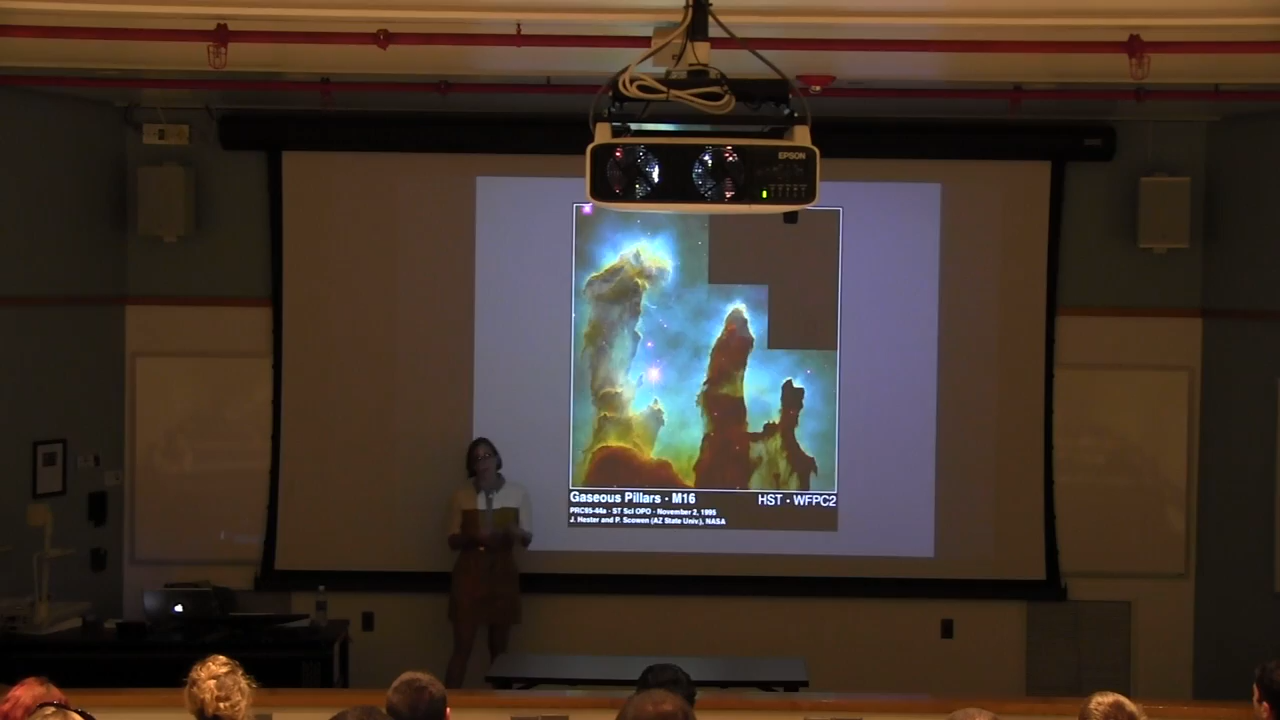 EPSON
Gaseous Pillars · M16 HST · WFPC2
PRC95-44a · ST ScI OPO · November 2, 1995
J. Hester and P. Scowen (AZ State Univ.), NASA